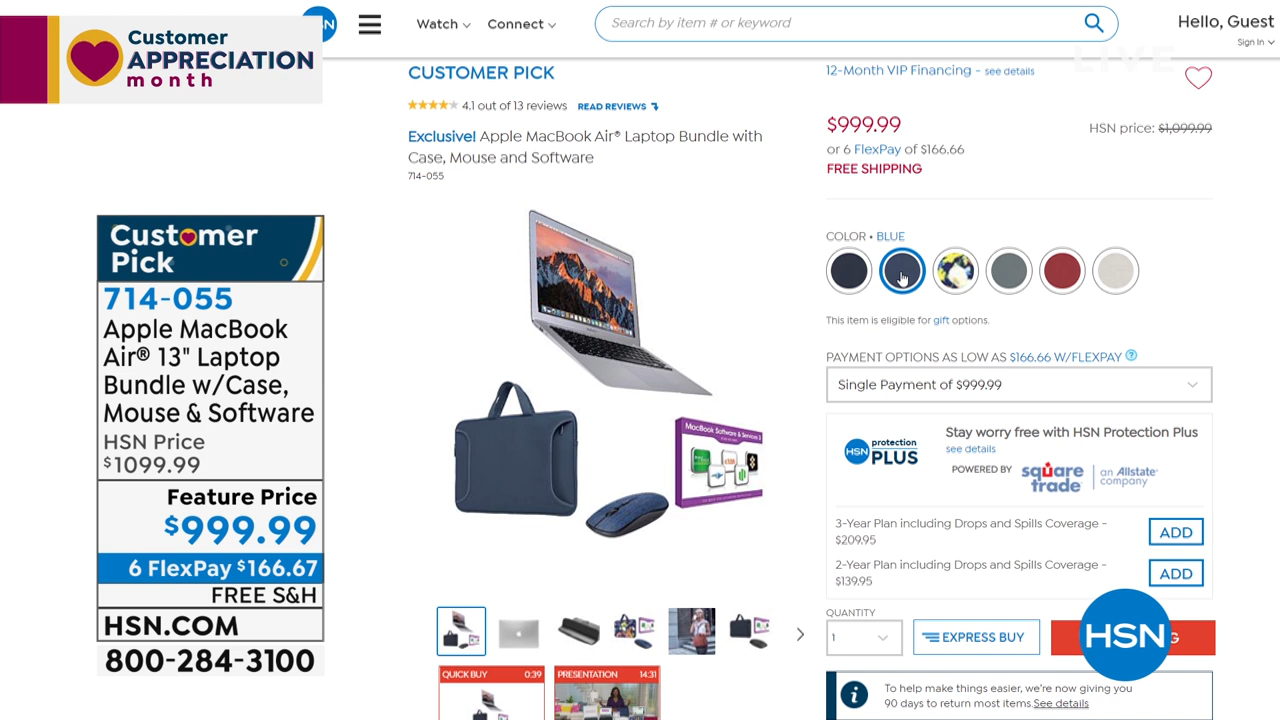 Customer
APPRECIATION
month
Watch
Connect
Search by item # or keyword
Hello, Guest
Sign In
LIVE
CUSTOMER PICK
4.1 out of 13 reviews READ REVIEWS
Exclusive! Apple MacBook Air® Laptop Bundle with
Case, Mouse and Software
714-055
12-Month VIP Financing - see details
$999.99
HSN price: $1,099.99
or 6 FlexPay of $166.66
FREE SHIPPING
COLOR • BLUE
This item is eligible for gift options.
PAYMENT OPTIONS AS LOW AS $166.66 W/FLEXPAY ?
Single Payment of $999.99
HSN protection
PLUS
Stay worry free with HSN Protection Plus
see details
POWERED BY
square
trade
an Allstate
company
3-Year Plan including Drops and Spills Coverage -
$209.95
ADD
2-Year Plan including Drops and Spills Coverage -
$139.95
ADD
QUANTITY
1
EXPRESS BUY
HSN
G
i
To help make things easier, we're now giving you
90 days to return most items. See details
Customer
Pick
714-055
Apple MacBook
Air® 13" Laptop
Bundle w/Case,
Mouse & Software
HSN Price
$1099.99
Feature Price
$999.99
6 FlexPay $166.67
FREE S&H
HSN.COM
800-284-3100
MacBook Software & Services 3
QUICK BUY 0:39
PRESENTATION 14:31